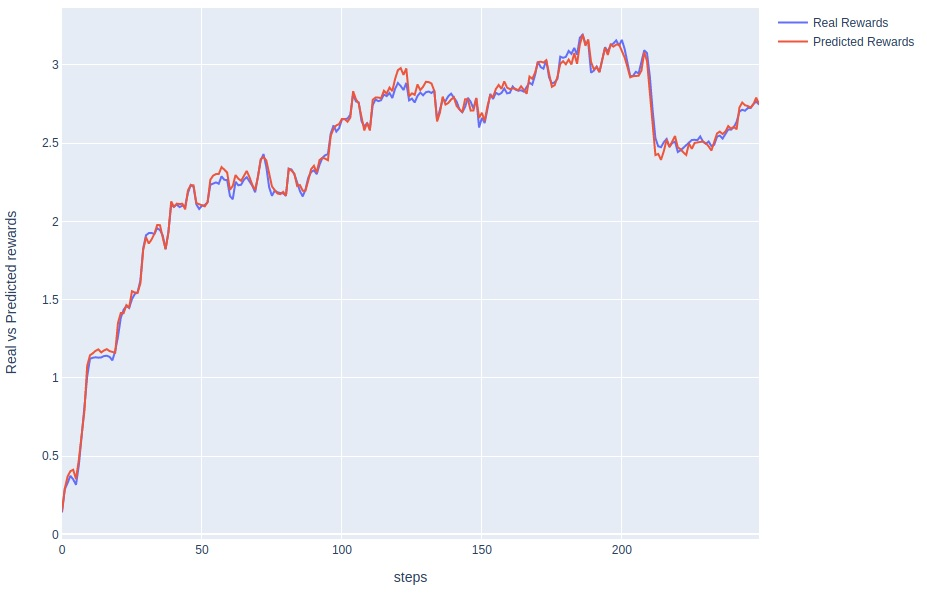 Real Rewards
Predicted Rewards
Real vs Predicted rewards
3
2.5
2
1.5
1
0.5
0
0 50 100 150 200
steps